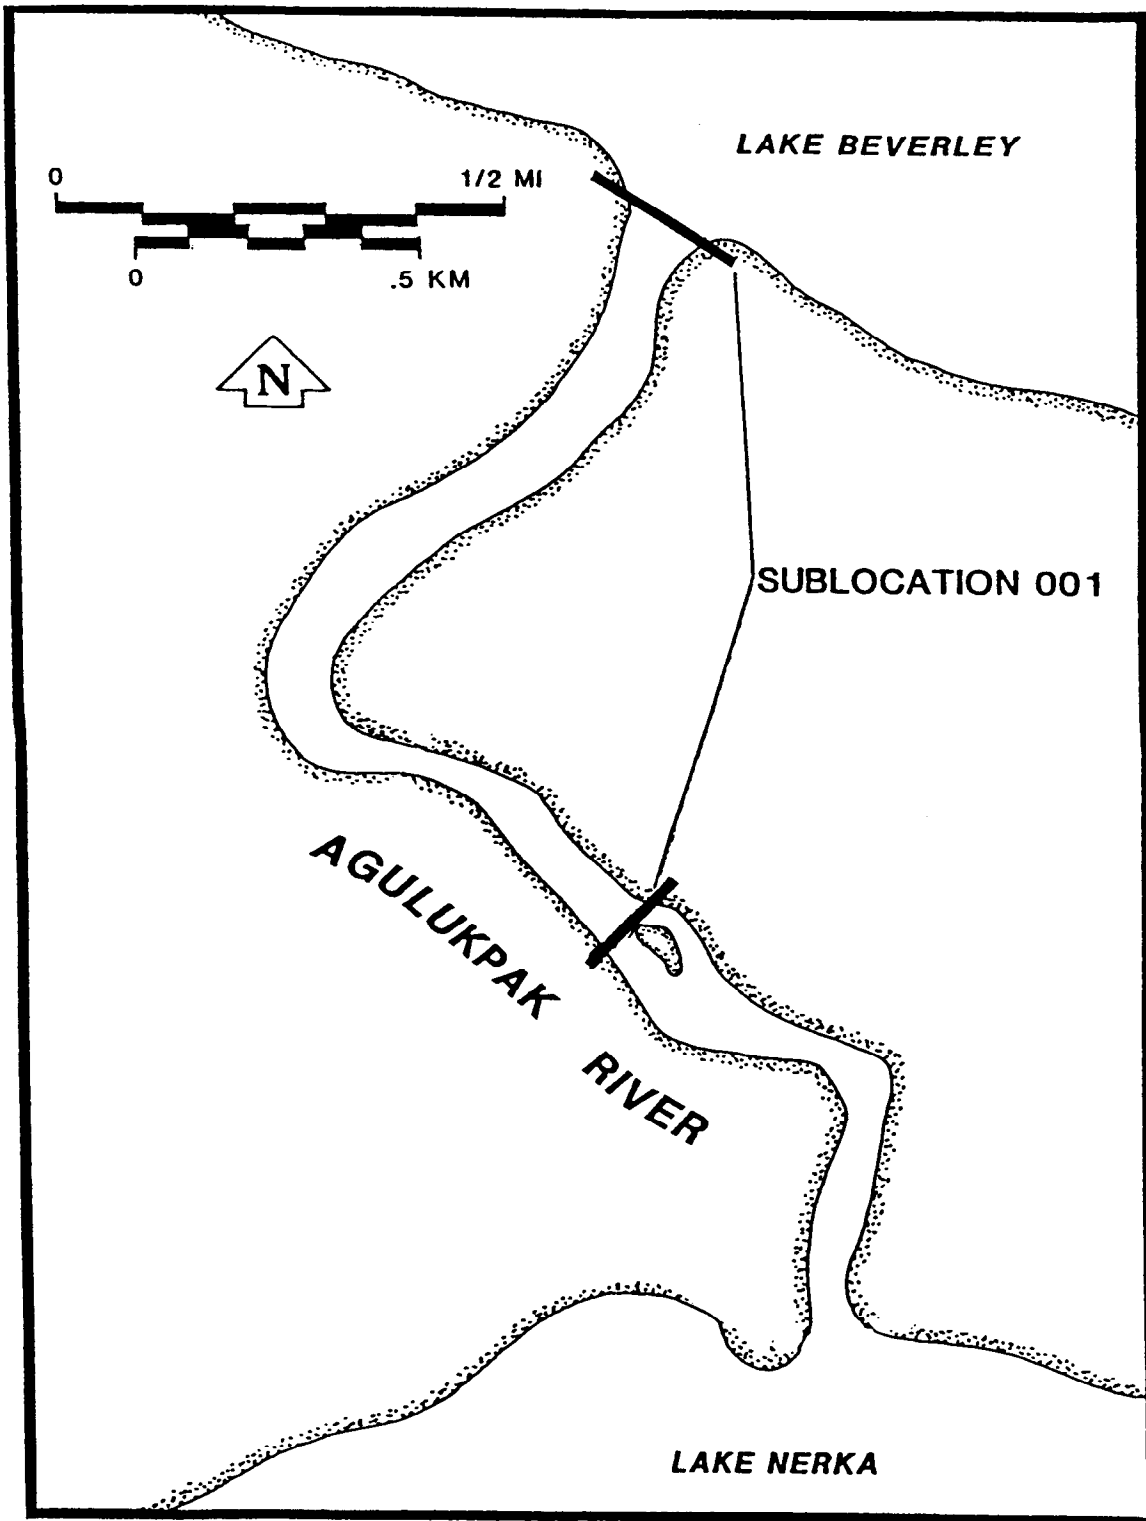 LAKE BEVERLEY
0 1/2 MI
0 .5 KM
N
SUBLOCATION 001
AGULUKPAK
RIVER
LAKE NERKA